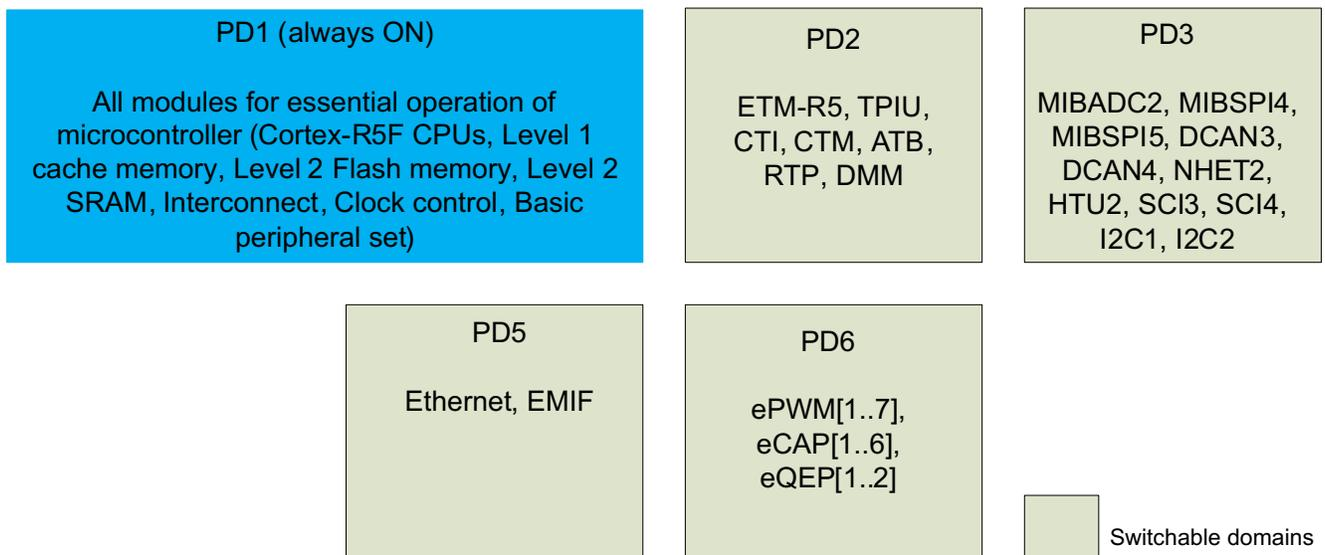 PD1 (always ON)
All modules for essential operation of
microcontroller (Cortex-R5F CPUs, Level 1
cache memory, Level 2 Flash memory, Level 2
SRAM, Interconnect, Clock control, Basic
peripheral set)
PD2
ETM-R5, TPIU,
CTI, CTM, ATB,
RTP, DMM
PD3
MIBADC2, MIBSPI4,
MIBSPI5, DCAN3,
DCAN4, NHET2,
HTU2, SCI3, SCI4,
I2C1, I2C2
PD5
Ethernet, EMIF
PD6
ePWM[1..7],
eCAP[1..6],
eQEP[1..2]
Switchable domains